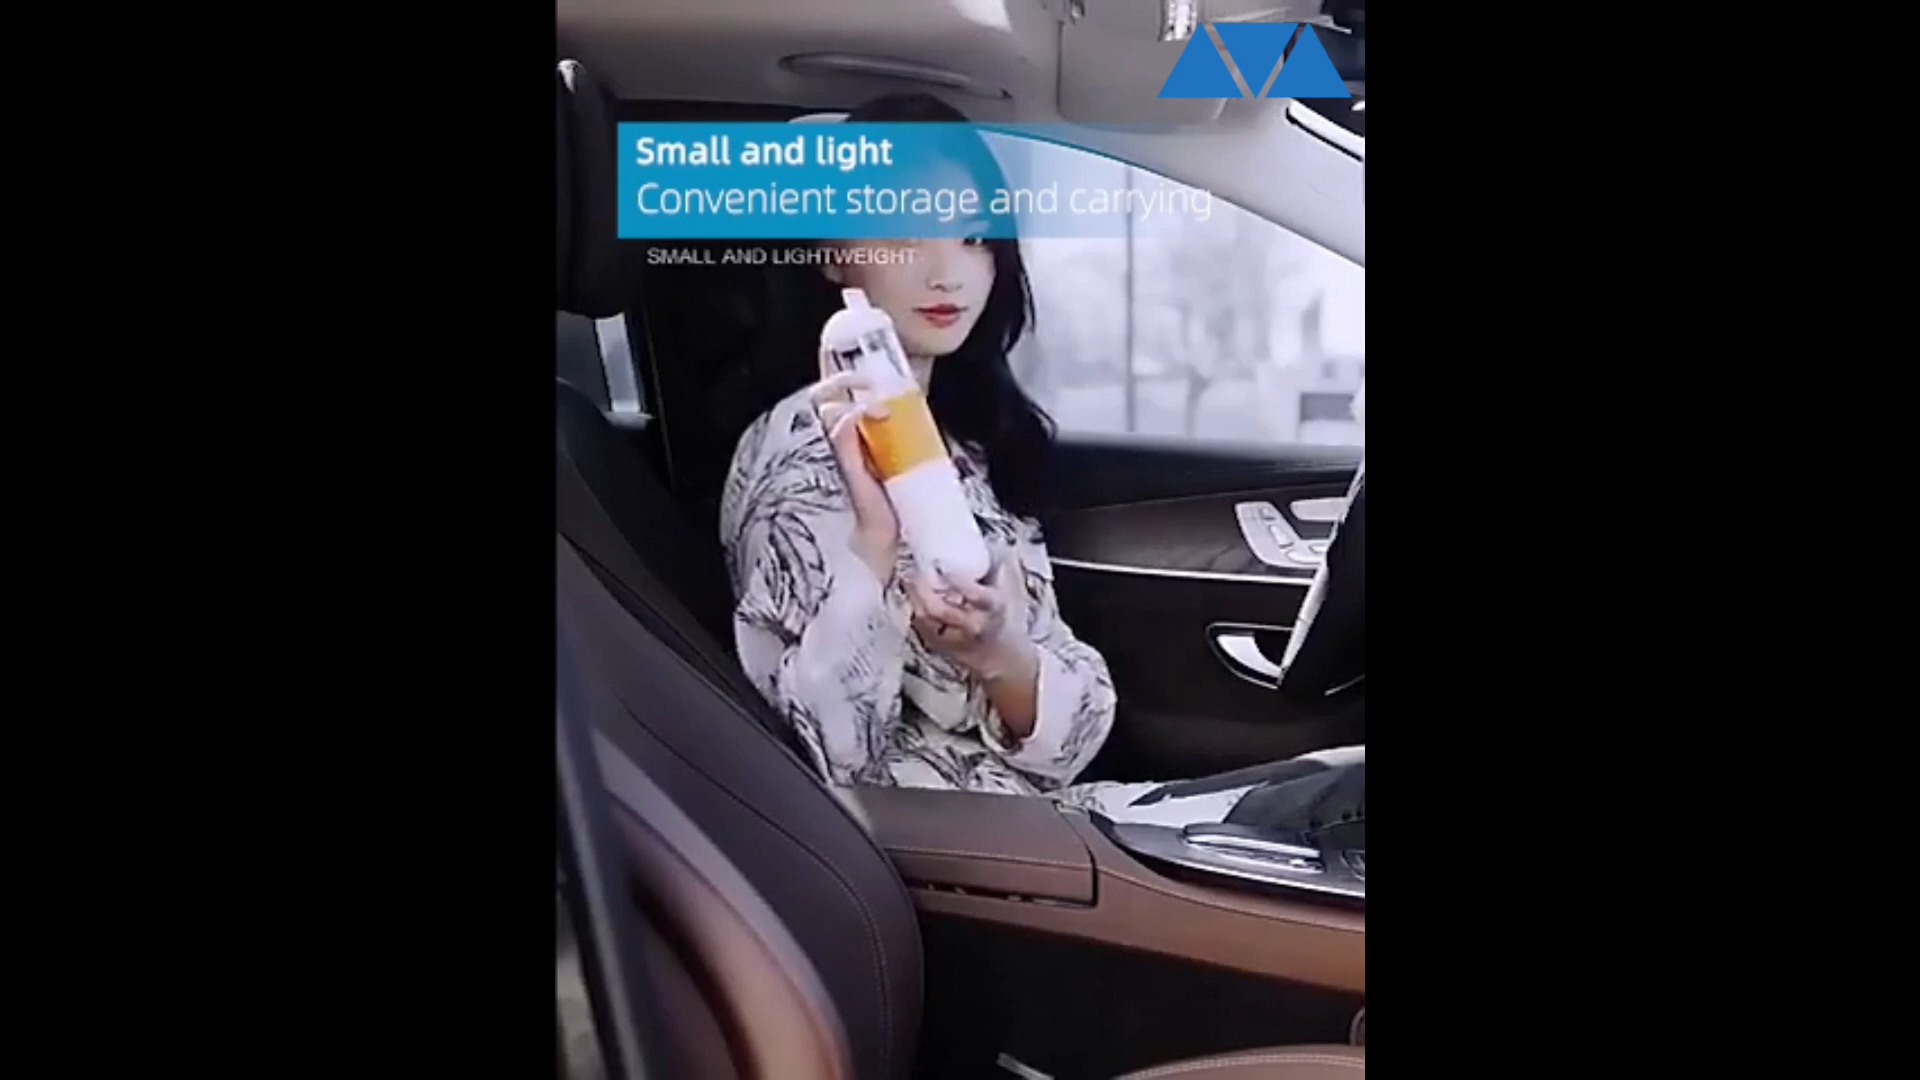 Small and light
Convenient storage and carrying
SMALL AND LIGHTWEIGHT